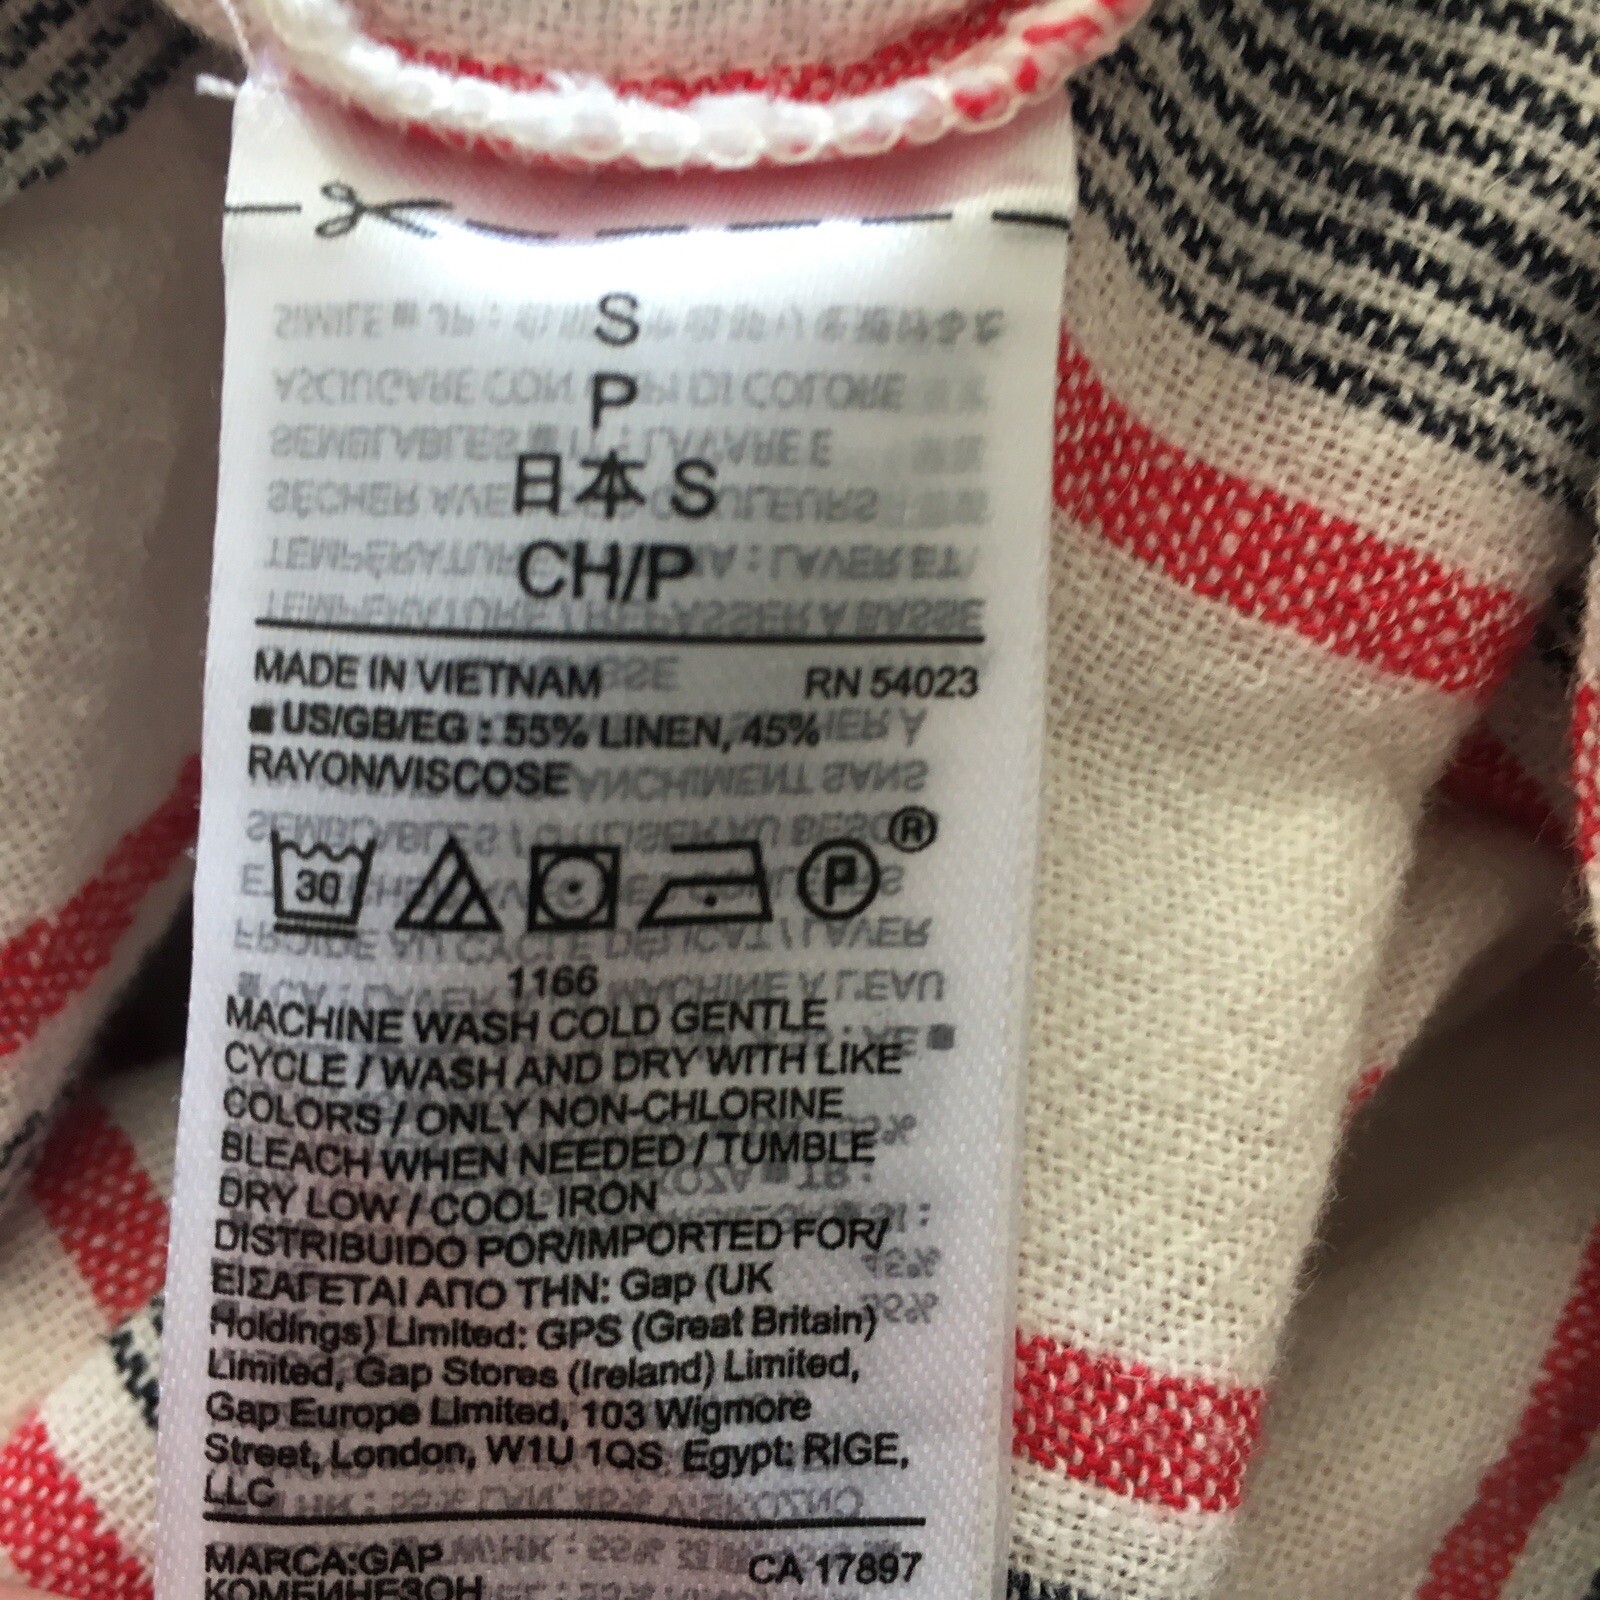 S
P
日本 S
CH/P
MADE IN VIETNAM RN 54023
■ US/GB/EG : 55% LINEN, 45%
RAYON/VISCOSE
30 P ®
1166
MACHINE WASH COLD GENTLE
CYCLE / WASH AND DRY WITH LIKE
COLORS / ONLY NON-CHLORINE
BLEACH WHEN NEEDED / TUMBLE
DRY LOW / COOL IRON
DISTRIBUIDO POR/IMPORTED FOR/
ΕΙΣΑΓΕΤΑΙ ΑΠΟ ΤΗΝ: Gap (UK
Holdings) Limited: GPS (Great Britain)
Limited, Gap Stores (Ireland) Limited,
Gap Europe Limited, 103 Wigmore
Street, London, W1U 1QS Egypt: RIGE,
LLC
MARCA:GAP CA 17897
КОМБИНЕЗОН